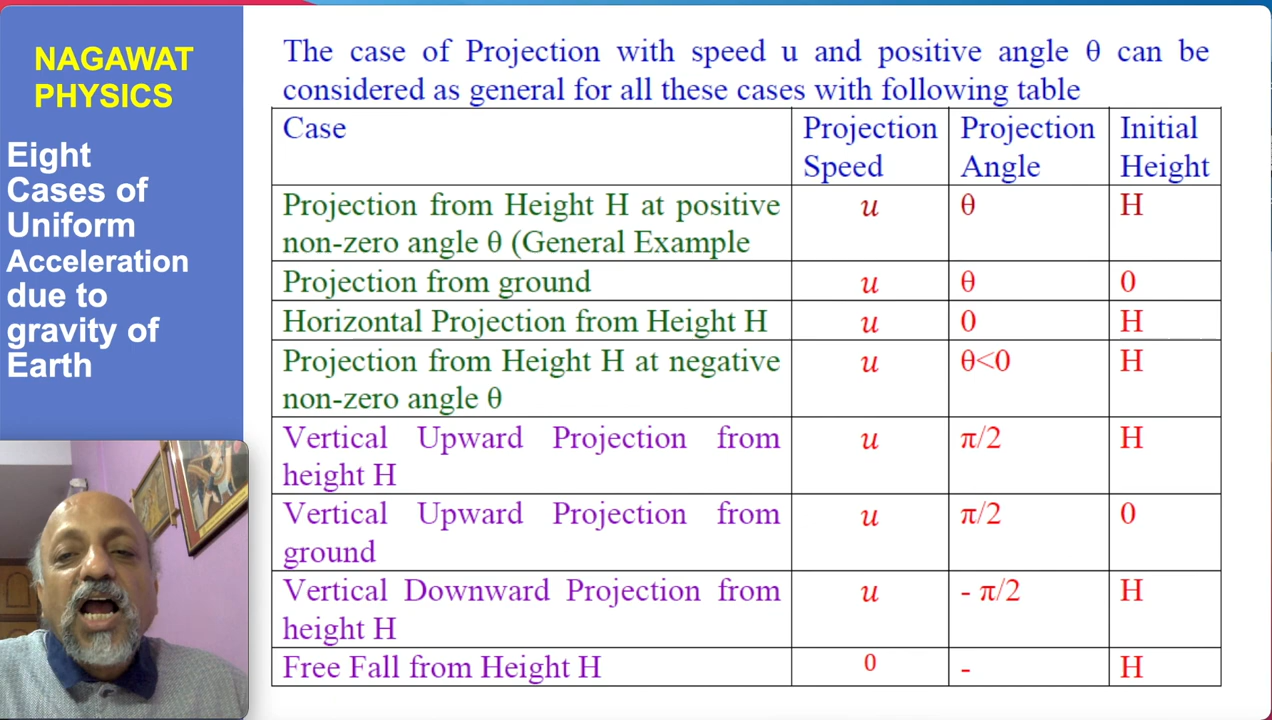 NAGAWAT
PHYSICS
Eight
Cases of
Uniform
Acceleration
due to
gravity of
Earth
The case of Projection with speed u and positive angle θ can be
considered as general for all these cases with following table
Case Projection Speed Projection Angle Initial Height
Projection from Height H at positive
non-zero angle θ (General Example
u θ H
Projection from ground u θ 0
Horizontal Projection from Height H u 0 H
Projection from Height H at negative
non-zero angle θ
u θ<0 H
Vertical Upward Projection from
height H
u π/2 H
Vertical Upward Projection from
ground
u π/2 0
Vertical Downward Projection from
height H
u - π/2 H
Free Fall from Height H 0 - H